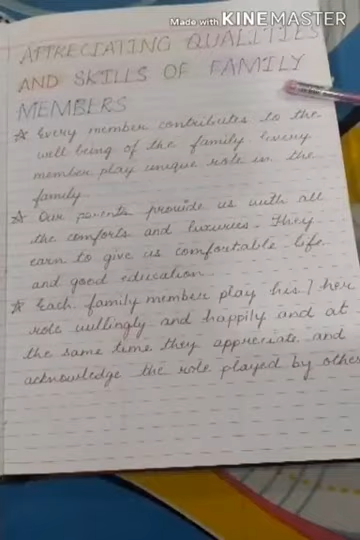 Made with KINEMASTER
APPRECIATING QUALITIES
AND SKILLS OF FAMILY
MEMBERS
☆ Every member contributes to the
well being of the family. Every
member play unique role in the
family.
☆ Our parents provide us with all
the comforts and luxuries. They
earn to give us comfortable life
and good education.
☆ Each family member play his / her
role willingly and happily and at
the same time they appreciate and
acknowledge the role played by other